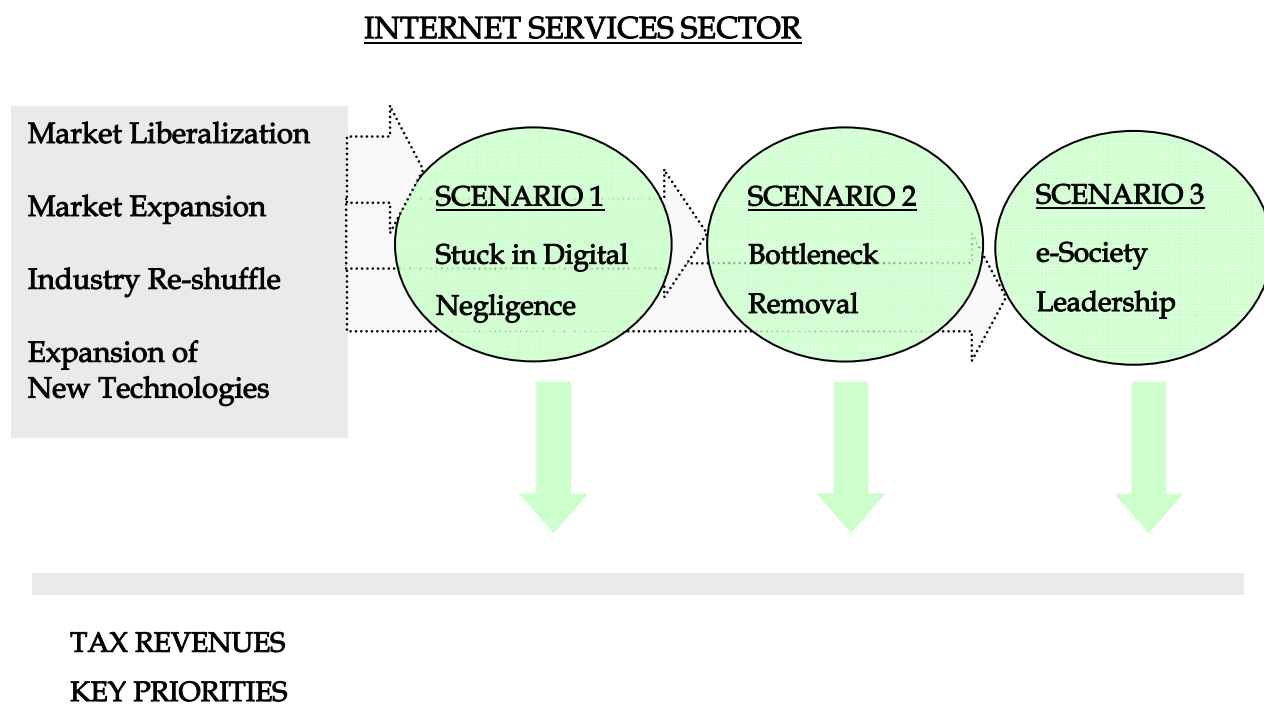 INTERNET SERVICES SECTOR
Market Liberalization
Market Expansion
Industry Re-shuffle
Expansion of
New Technologies
SCENARIO 1
Stuck in Digital
Negligence
SCENARIO 2
Bottleneck
Removal
SCENARIO 3
e-Society
Leadership
TAX REVENUES
KEY PRIORITIES